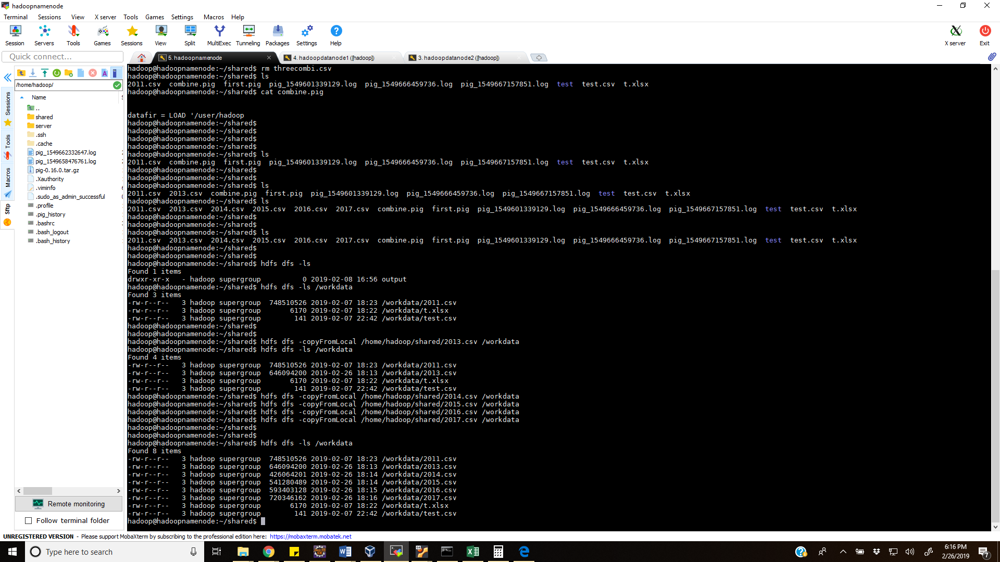 hadoopnamenode
Terminal Sessions View X server Tools Games Settings Macros Help
Session Servers Tools Games Sessions View Split MultiExec Tunneling Packages Settings Help X server Exit
Quick connect...
5. hadoopnamenode
4. hadoopdatanode1 ([hadoop])
3. hadoopdatanode2 ([hadoop])
/home/hadoop/
Name
..
shared
server
.ssh
.cache
pig_1549662332647.log
pig_1549658476761.log
pig-0.16.0.tar.gz
.Xauthority
.viminfo
.sudo_as_admin_successful
.profile
.pig_history
.bashrc
.bash_logout
.bash_history
Sessions
Tools
Macros
Sftp
Remote monitoring
Follow terminal folder
hadoop@hadoopnamenode:~/shared$ rm threecombi.csv
hadoop@hadoopnamenode:~/shared$ ls
2011.csv combine.pig first.pig pig_1549601339129.log pig_1549666459736.log pig_1549667157851.log test test.csv t.xlsx
hadoop@hadoopnamenode:~/shared$ cat combine.pig
datafir = LOAD '/user/hadoop
hadoop@hadoopnamenode:~/shared$
hadoop@hadoopnamenode:~/shared$
hadoop@hadoopnamenode:~/shared$
hadoop@hadoopnamenode:~/shared$
hadoop@hadoopnamenode:~/shared$ ls
2011.csv combine.pig first.pig pig_1549601339129.log pig_1549666459736.log pig_1549667157851.log test test.csv t.xlsx
hadoop@hadoopnamenode:~/shared$
hadoop@hadoopnamenode:~/shared$
hadoop@hadoopnamenode:~/shared$ ls
2011.csv 2013.csv combine.pig first.pig pig_1549601339129.log pig_1549666459736.log pig_1549667157851.log test test.csv t.xlsx
hadoop@hadoopnamenode:~/shared$ ls
2011.csv 2013.csv 2014.csv 2015.csv 2016.csv 2017.csv combine.pig first.pig pig_1549601339129.log pig_1549666459736.log pig_1549667157851.log test test.csv t.xlsx
hadoop@hadoopnamenode:~/shared$
hadoop@hadoopnamenode:~/shared$
hadoop@hadoopnamenode:~/shared$ ls
2011.csv 2013.csv 2014.csv 2015.csv 2016.csv 2017.csv combine.pig first.pig pig_1549601339129.log pig_1549666459736.log pig_1549667157851.log test test.csv t.xlsx
hadoop@hadoopnamenode:~/shared$
hadoop@hadoopnamenode:~/shared$
hadoop@hadoopnamenode:~/shared$ hdfs dfs -ls
Found 1 items
drwxr-xr-x - hadoop supergroup 0 2019-02-08 16:56 output
hadoop@hadoopnamenode:~/shared$ hdfs dfs -ls /workdata
Found 3 items
-rw-r--r-- 3 hadoop supergroup 748510526 2019-02-07 18:23 /workdata/2011.csv
-rw-r--r-- 3 hadoop supergroup 6170 2019-02-07 18:22 /workdata/t.xlsx
-rw-r--r-- 3 hadoop supergroup 141 2019-02-07 22:42 /workdata/test.csv
hadoop@hadoopnamenode:~/shared$
hadoop@hadoopnamenode:~/shared$
hadoop@hadoopnamenode:~/shared$ hdfs dfs -copyFromLocal /home/hadoop/shared/2013.csv /workdata
hadoop@hadoopnamenode:~/shared$ hdfs dfs -ls /workdata
Found 4 items
-rw-r--r-- 3 hadoop supergroup 748510526 2019-02-07 18:23 /workdata/2011.csv
-rw-r--r-- 3 hadoop supergroup 646094200 2019-02-26 18:13 /workdata/2013.csv
-rw-r--r-- 3 hadoop supergroup 6170 2019-02-07 18:22 /workdata/t.xlsx
-rw-r--r-- 3 hadoop supergroup 141 2019-02-07 22:42 /workdata/test.csv
hadoop@hadoopnamenode:~/shared$ hdfs dfs -copyFromLocal /home/hadoop/shared/2014.csv /workdata
hadoop@hadoopnamenode:~/shared$ hdfs dfs -copyFromLocal /home/hadoop/shared/2015.csv /workdata
hadoop@hadoopnamenode:~/shared$ hdfs dfs -copyFromLocal /home/hadoop/shared/2016.csv /workdata
hadoop@hadoopnamenode:~/shared$ hdfs dfs -copyFromLocal /home/hadoop/shared/2017.csv /workdata
hadoop@hadoopnamenode:~/shared$
hadoop@hadoopnamenode:~/shared$
hadoop@hadoopnamenode:~/shared$ hdfs dfs -ls /workdata
Found 8 items
-rw-r--r-- 3 hadoop supergroup 748510526 2019-02-07 18:23 /workdata/2011.csv
-rw-r--r-- 3 hadoop supergroup 646094200 2019-02-26 18:13 /workdata/2013.csv
-rw-r--r-- 3 hadoop supergroup 426064201 2019-02-26 18:14 /workdata/2014.csv
-rw-r--r-- 3 hadoop supergroup 541280489 2019-02-26 18:14 /workdata/2015.csv
-rw-r--r-- 3 hadoop supergroup 593403128 2019-02-26 18:15 /workdata/2016.csv
-rw-r--r-- 3 hadoop supergroup 720346162 2019-02-26 18:16 /workdata/2017.csv
-rw-r--r-- 3 hadoop supergroup 6170 2019-02-07 18:22 /workdata/t.xlsx
-rw-r--r-- 3 hadoop supergroup 141 2019-02-07 22:42 /workdata/test.csv
hadoop@hadoopnamenode:~/shared$
UNREGISTERED VERSION - Please support MobaXterm by subscribing to the professional edition here: https://mobaxterm.mobatek.net
Type here to search
6:16 PM
2/26/2019
7